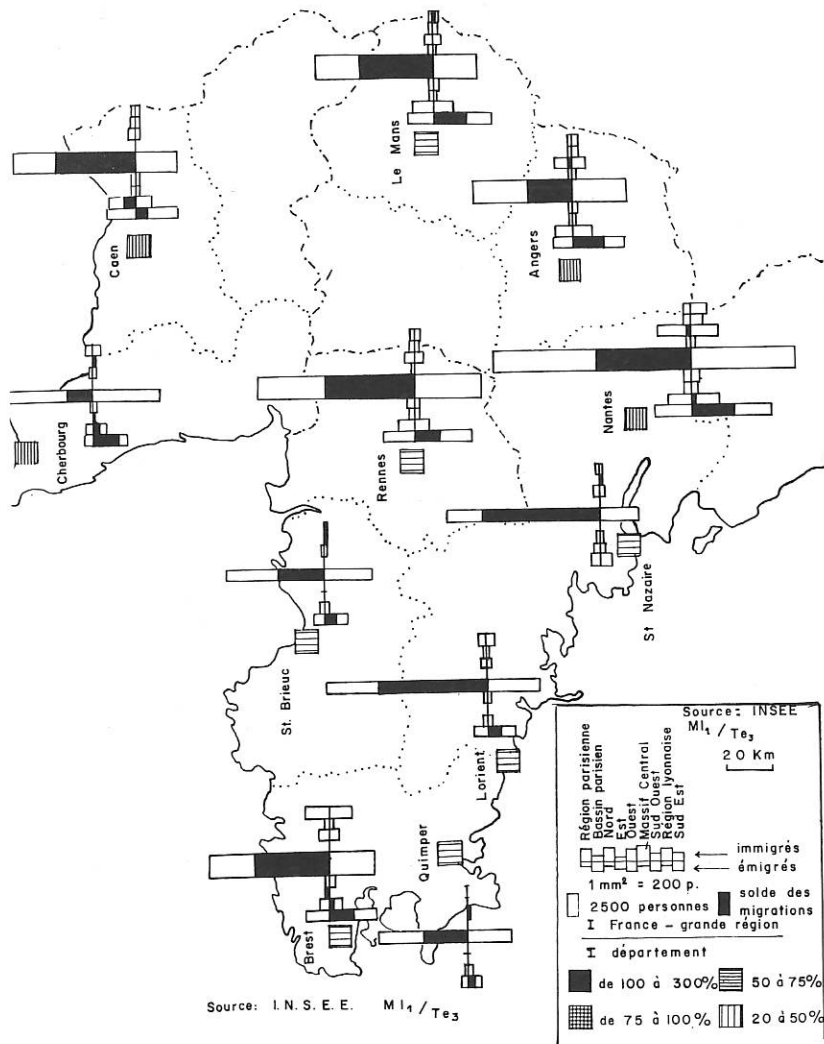 Le Mans
Caen
Angers
Cherbourg
Rennes
Nantes
St Nazaire
St. Brieuc
Lorient
Quimper
Brest
Source: I.N.S.E.E. MI1/Te3
Source: INSEE
MI1/Te3
20 Km
Région parisienne
Bassin parisien
Nord
Est
Ouest
Massif Central
Sud Ouest
Région lyonnaise
Sud Est
immigrés
émigrés
1 mm² = 200 p.
2500 personnes
solde des
migrations
I France - grande région
I département
de 100 à 300%
50 à 75%
de 75 à 100%
20 à 50%